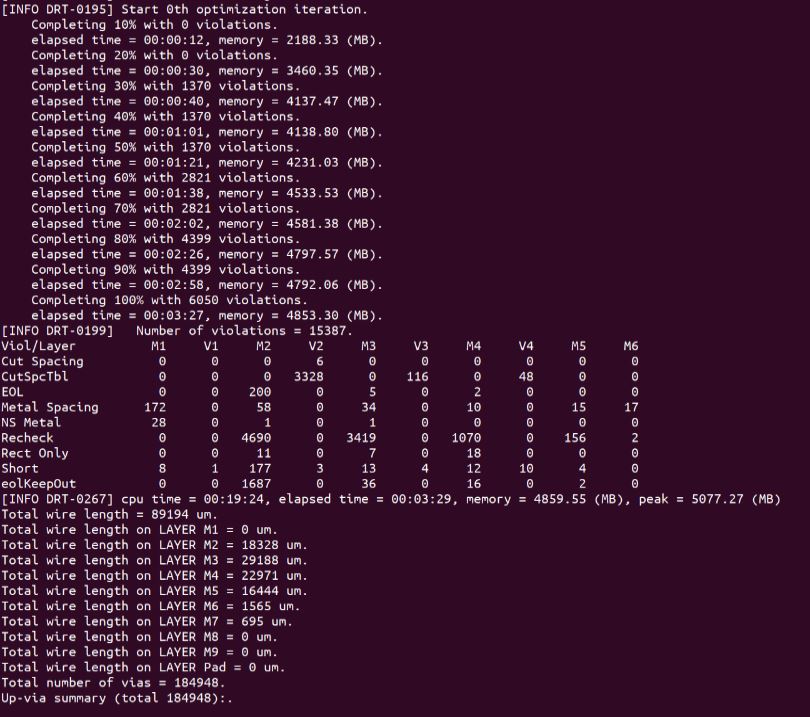 [INFO DRT-0195] Start 0th optimization iteration.
    Completing 10% with 0 violations.
    elapsed time = 00:00:12, memory = 2188.33 (MB).
    Completing 20% with 0 violations.
    elapsed time = 00:00:30, memory = 3460.35 (MB).
    Completing 30% with 1370 violations.
    elapsed time = 00:00:40, memory = 4137.47 (MB).
    Completing 40% with 1370 violations.
    elapsed time = 00:01:01, memory = 4138.80 (MB).
    Completing 50% with 1370 violations.
    elapsed time = 00:01:21, memory = 4231.03 (MB).
    Completing 60% with 2821 violations.
    elapsed time = 00:01:38, memory = 4533.53 (MB).
    Completing 70% with 2821 violations.
    elapsed time = 00:02:02, memory = 4581.38 (MB).
    Completing 80% with 4399 violations.
    elapsed time = 00:02:26, memory = 4797.57 (MB).
    Completing 90% with 4399 violations.
    elapsed time = 00:02:58, memory = 4792.06 (MB).
    Completing 100% with 6050 violations.
    elapsed time = 00:03:27, memory = 4853.30 (MB).
[INFO DRT-0199]   Number of violations = 15387.
Viol/Layer          M1     V1     M2     V2     M3     V3     M4     V4     M5     M6
Cut Spacing          0      0      0      6      0      0      0      0      0      0
CutSpcTbl            0      0      0   3328      0    116      0     48      0      0
EOL                  0      0    200      0      5      0      2      0      0      0
Metal Spacing      172      0     58      0     34      0     10      0     15     17
NS Metal            28      0      1      0      1      0      0      0      0      0
Recheck              0      0   4690      0   3419      0   1070      0    156      2
Rect Only            0      0     11      0      7      0     18      0      0      0
Short                8      1    177      3     13      4     12     10      4      0
eolKeepOut           0      0   1687      0     36      0     16      0      2      0
[INFO DRT-0267] cpu time = 00:19:24, elapsed time = 00:03:29, memory = 4859.55 (MB), peak = 5077.27 (MB)
Total wire length = 89194 um.
Total wire length on LAYER M1 = 0 um.
Total wire length on LAYER M2 = 18328 um.
Total wire length on LAYER M3 = 29188 um.
Total wire length on LAYER M4 = 22971 um.
Total wire length on LAYER M5 = 16444 um.
Total wire length on LAYER M6 = 1565 um.
Total wire length on LAYER M7 = 695 um.
Total wire length on LAYER M8 = 0 um.
Total wire length on LAYER M9 = 0 um.
Total wire length on LAYER Pad = 0 um.
Total number of vias = 184948.
Up-via summary (total 184948):.